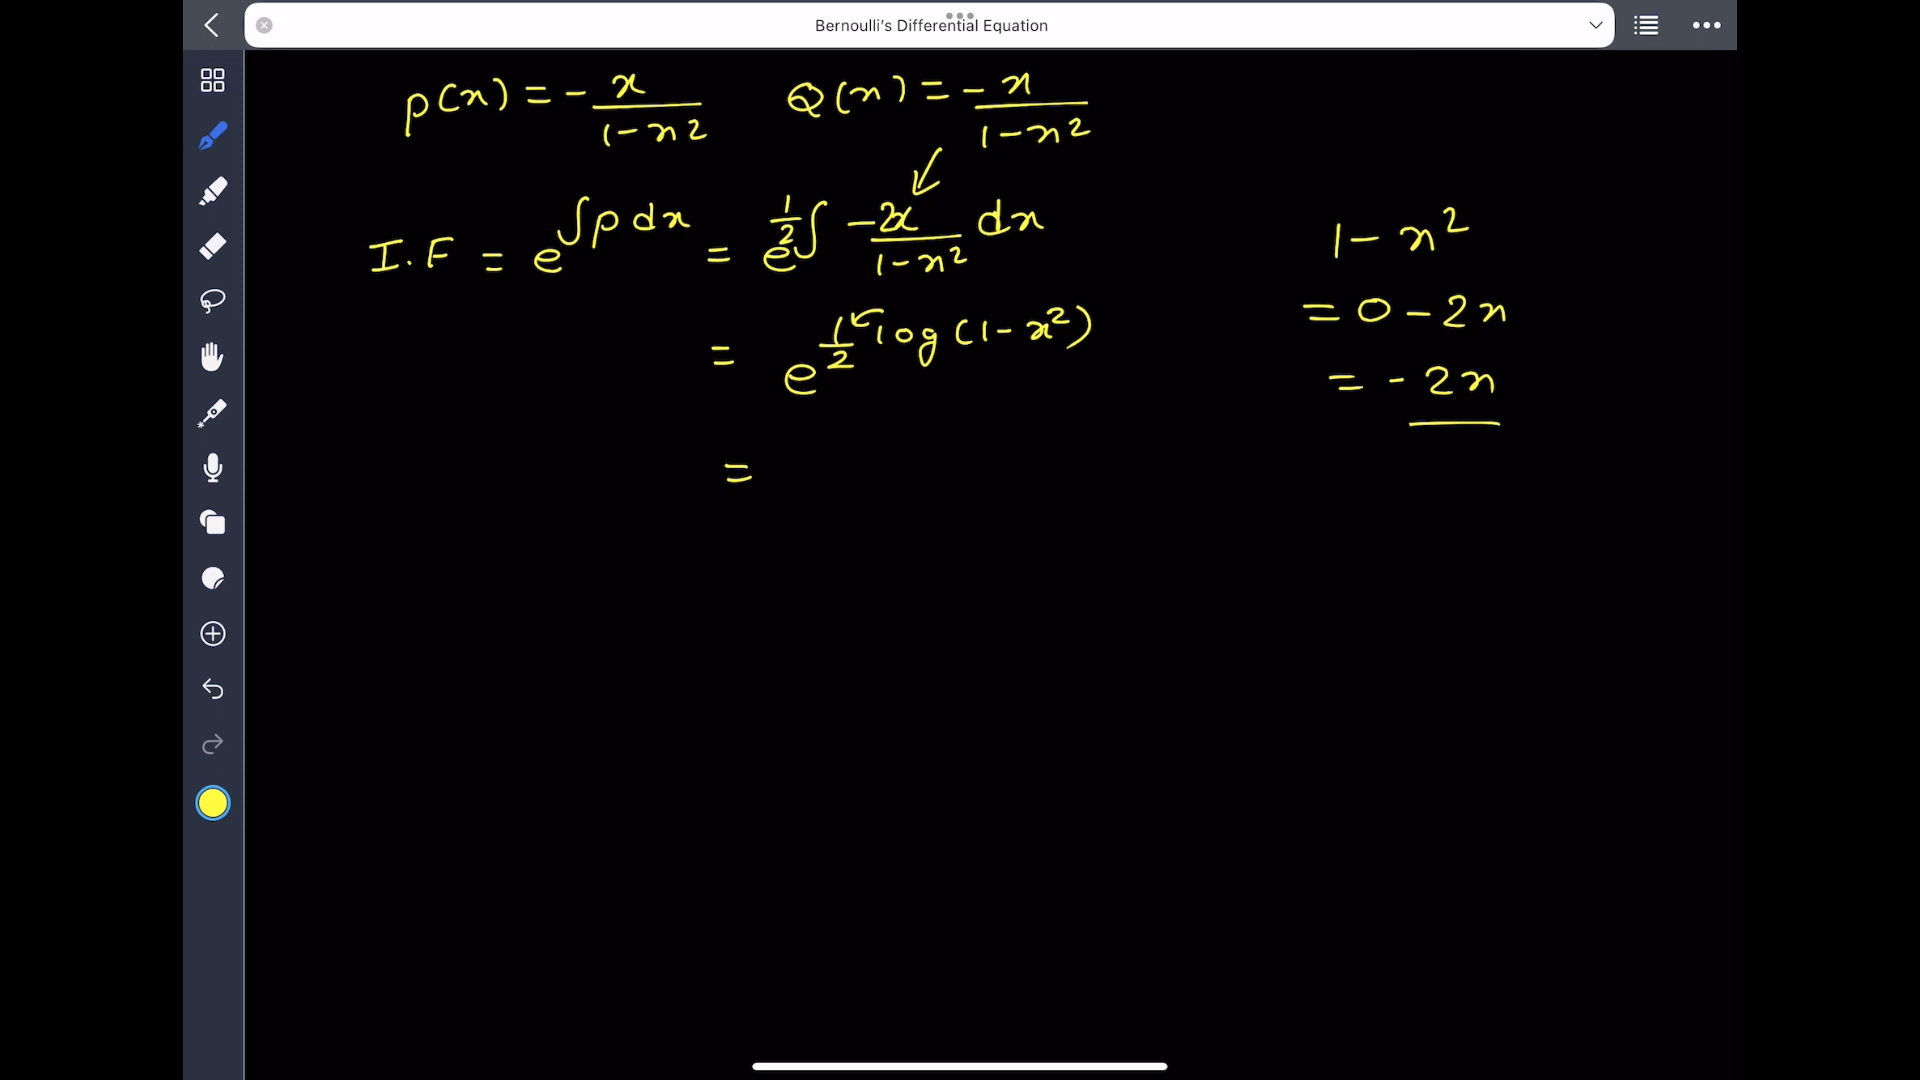 Bernoulli's Differential Equation
p(x) = - x/(1-x²) Q(x) = - x/(1-x²)
I.F = e^∫p dx = e^½∫ -2x/(1-x²) dx
= e^½ log(1-x²)
=
1-x²
= 0-2x
= -2x